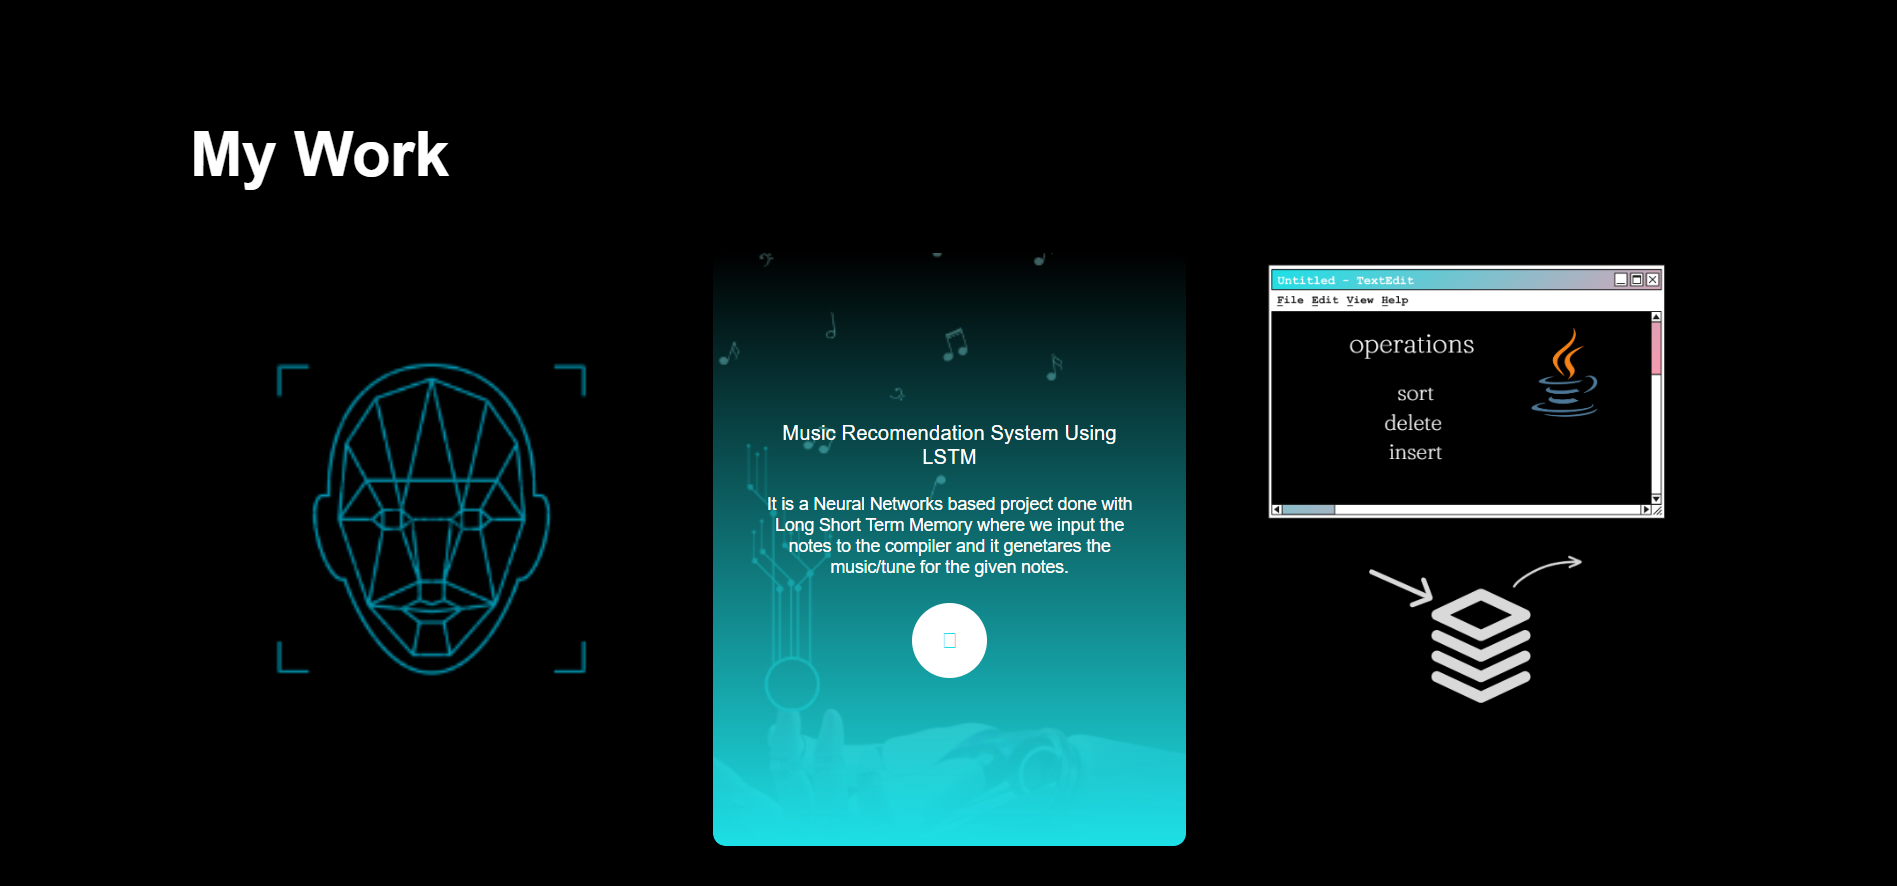 My Work
Music Recomendation System Using
LSTM
It is a Neural Networks based project done with
Long Short Term Memory where we input the
notes to the compiler and it genetares the
music/tune for the given notes.
Untitled - TextEdit
File Edit View Help
operations
sort
delete
insert